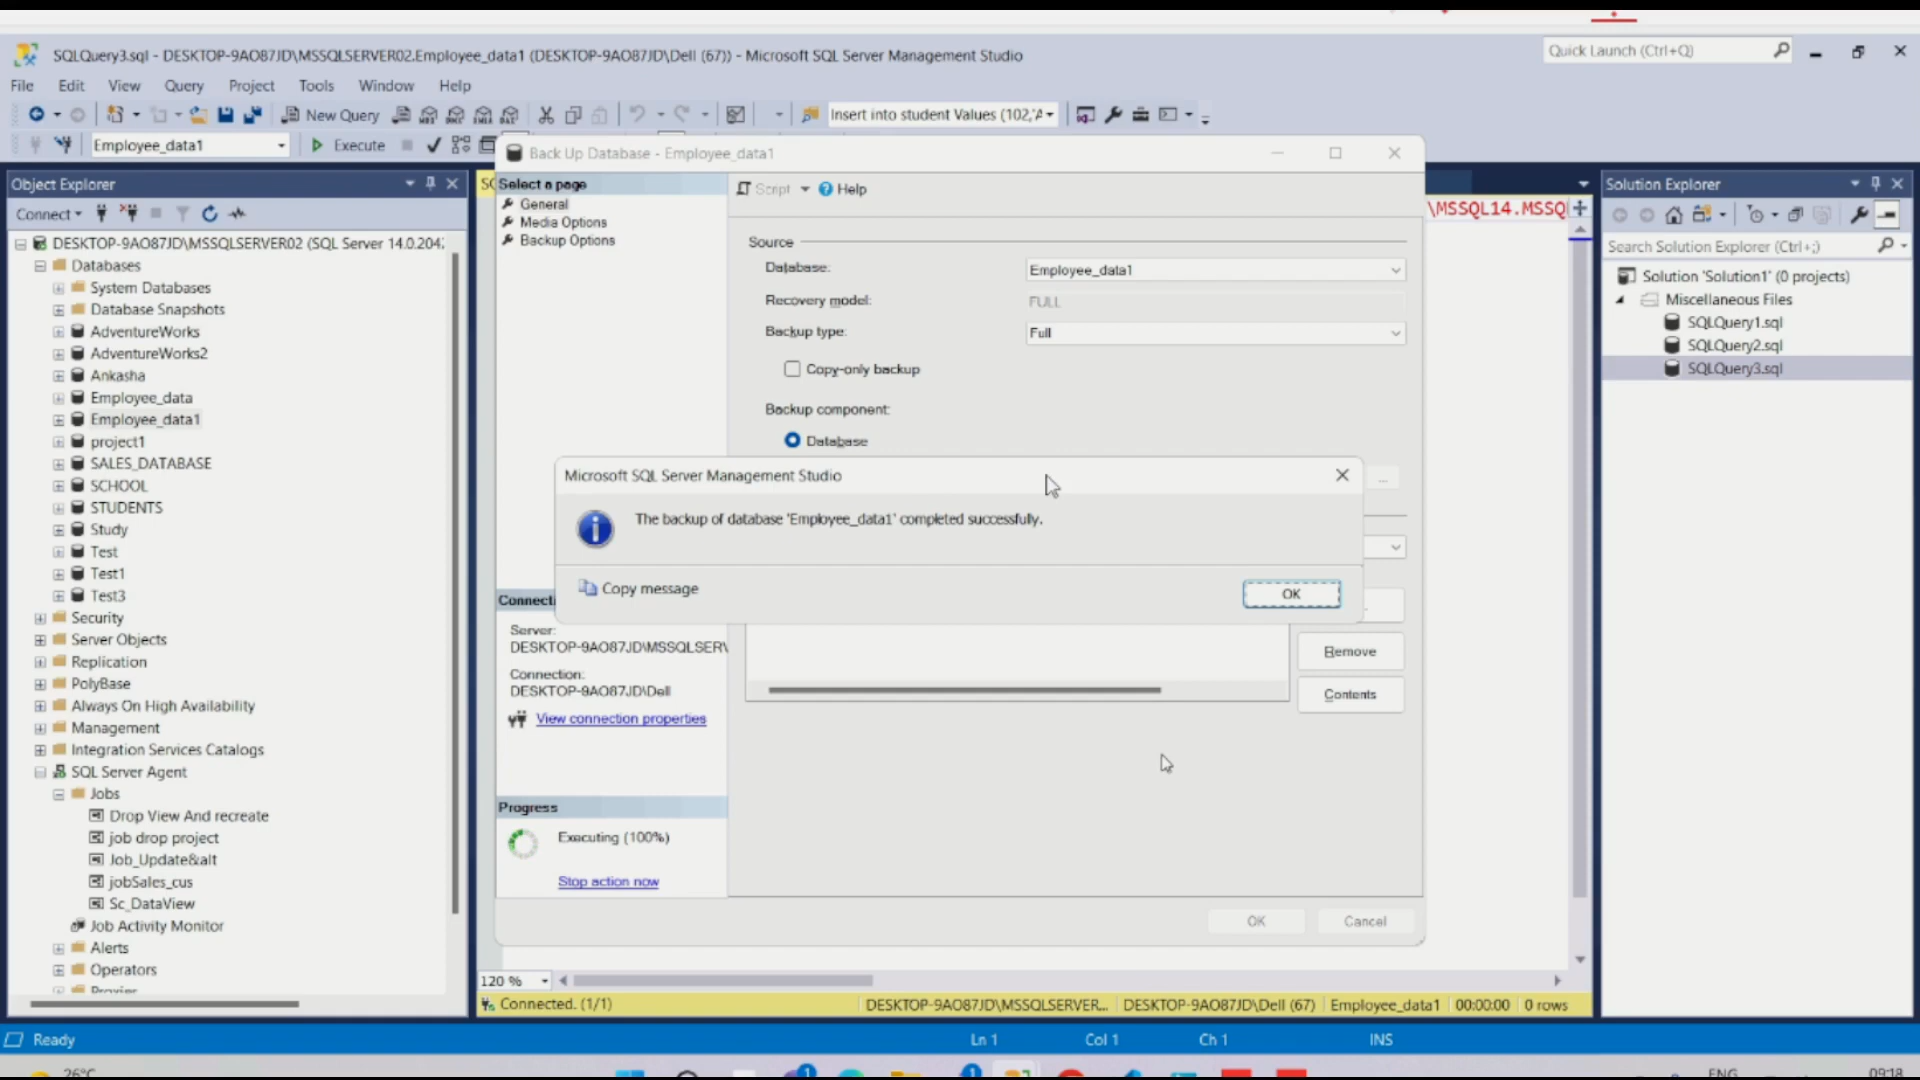 SQLQuery3.sql - DESKTOP-9AO87JD\MSSQLSERVER02.Employee_data1 (DESKTOP-9AO87JD\Dell (67)) - Microsoft SQL Server Management Studio
Quick Launch (Ctrl+Q)
File Edit View Query Project Tools Window Help
New Query
Insert into student Values (102,'A
Employee_data1
Execute
Object Explorer
Connect
DESKTOP-9AO87JD\MSSQLSERVER02 (SQL Server 14.0.204
Databases
System Databases
Database Snapshots
AdventureWorks
AdventureWorks2
Ankasha
Employee_data
Employee_data1
project1
SALES_DATABASE
SCHOOL
STUDENTS
Study
Test
Test1
Test3
Security
Server Objects
Replication
PolyBase
Always On High Availability
Management
Integration Services Catalogs
SQL Server Agent
Jobs
Drop View And recreate
job drop project
Job_Update&alt
jobSales_cus
Sc_DataView
Job Activity Monitor
Alerts
Operators
Proxies
Back Up Database - Employee_data1
Select a page
General
Media Options
Backup Options
Script
Help
Source
Database:
Employee_data1
Recovery model:
FULL
Backup type:
Full
Copy-only backup
Backup component:
Database
...
Microsoft SQL Server Management Studio
The backup of database 'Employee_data1' completed successfully.
Copy message
OK
Connecti
Server:
DESKTOP-9AO87JD\MSSQLSERV
Connection:
DESKTOP-9AO87JD\Dell
View connection properties
Remove
Contents
Progress
Executing (100%)
Stop action now
OK
Cancel
\MSSQL14.MSSQ
120 %
Connected. (1/1)
DESKTOP-9AO87JD\MSSQLSERVER...
DESKTOP-9AO87JD\Dell (67)
Employee_data1
00:00:00
0 rows
Solution Explorer
Search Solution Explorer (Ctrl+;)
Solution 'Solution1' (0 projects)
Miscellaneous Files
SQLQuery1.sql
SQLQuery2.sql
SQLQuery3.sql
Ready
Ln 1
Col 1
Ch 1
INS
26°C
ENG
09:18